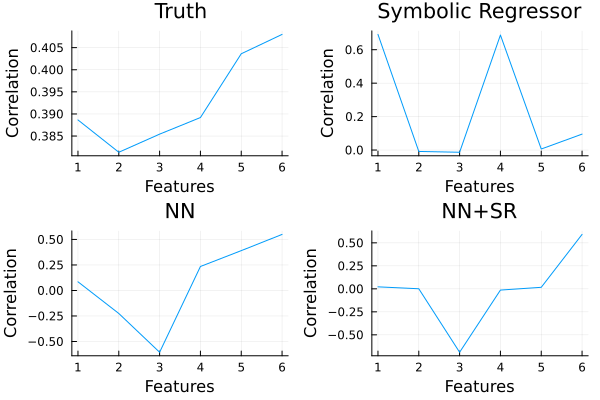 Truth
Correlation
0.405
0.400
0.395
0.390
0.385
1 2 3 4 5 6
Features
Symbolic Regressor
Correlation
0.6
0.4
0.2
0.0
1 2 3 4 5 6
Features
NN
Correlation
0.50
0.25
0.00
−0.25
−0.50
1 2 3 4 5 6
Features
NN+SR
Correlation
0.50
0.25
0.00
−0.25
−0.50
1 2 3 4 5 6
Features